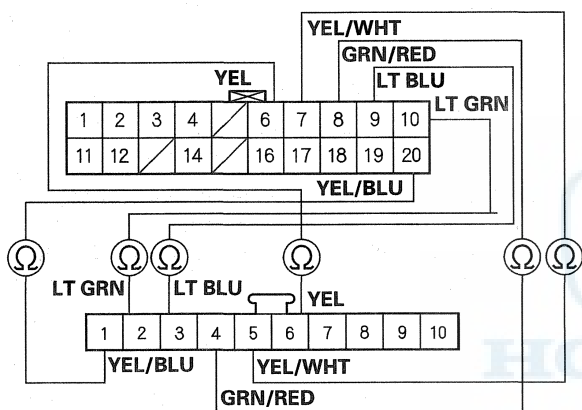 YEL/WHT
GRN/RED
YEL
LT BLU
LT GRN
1 2 3 4 6 7 8 9 10
11 12 14 16 17 18 19 20
YEL/BLU
Ω Ω Ω Ω Ω Ω
LT GRN LT BLU YEL
1 2 3 4 5 6 7 8 9 10
YEL/BLU YEL/WHT
GRN/RED
HO